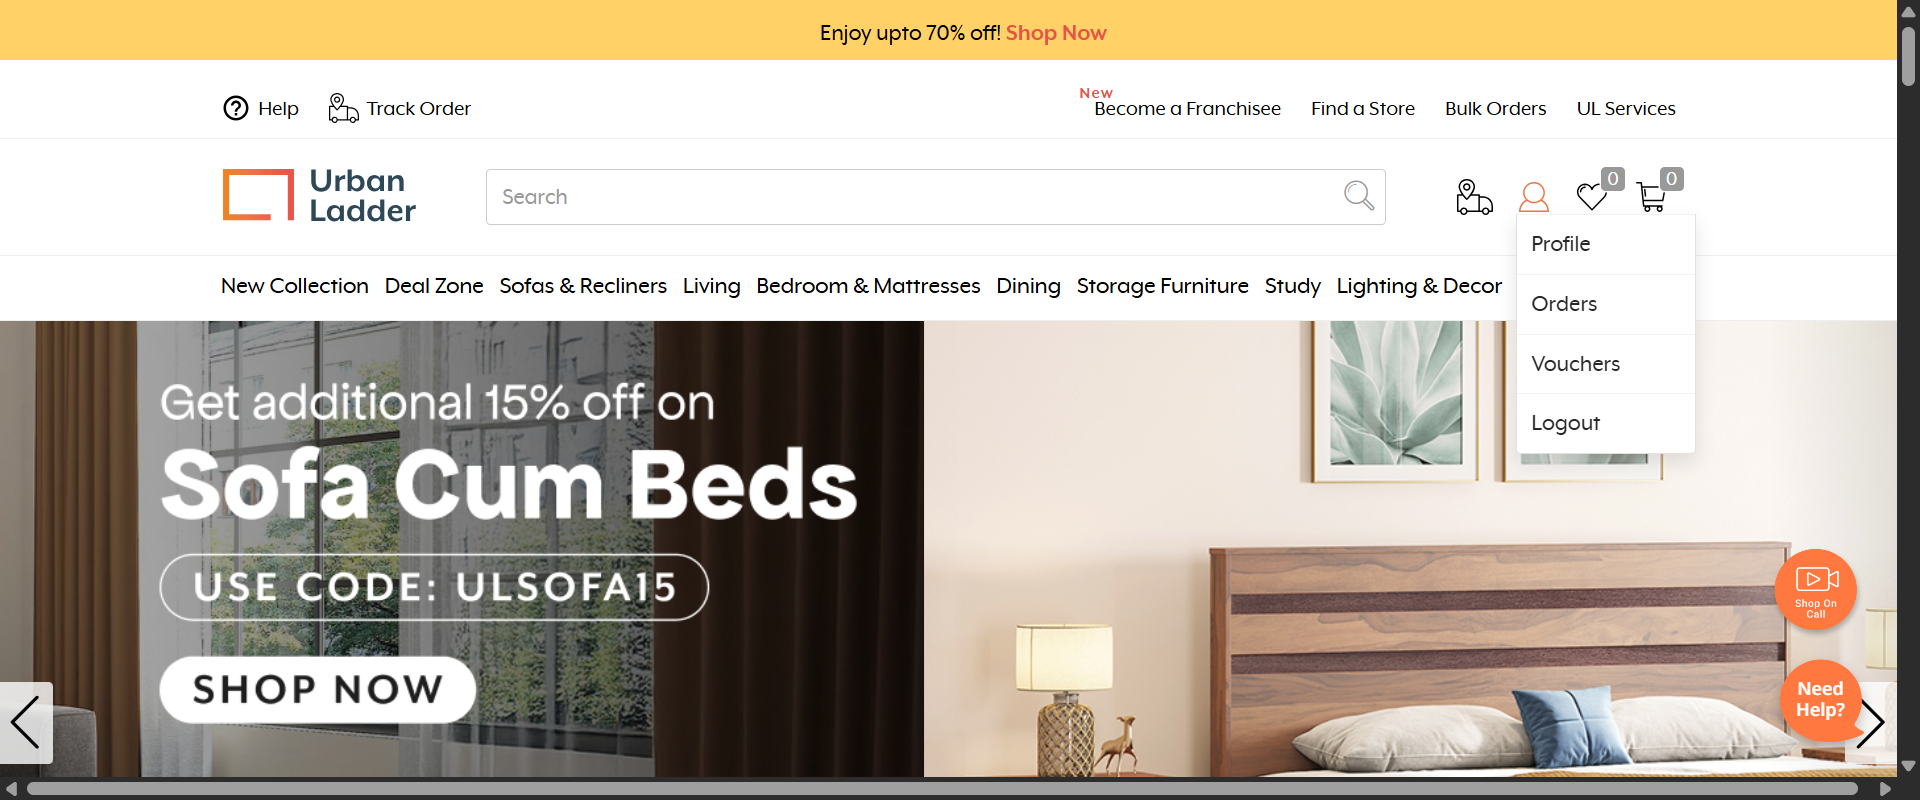 Enjoy upto 70% off! Shop Now
Help
Track Order
New
Become a Franchisee
Find a Store
Bulk Orders
UL Services
Urban
Ladder
Search
0
0
Profile
Orders
Vouchers
Logout
New Collection
Deal Zone
Sofas & Recliners
Living
Bedroom & Mattresses
Dining
Storage Furniture
Study
Lighting & Decor
Get additional 15% off on
Sofa Cum Beds
USE CODE: ULSOFA15
SHOP NOW
Shop On
Call
Need
Help?